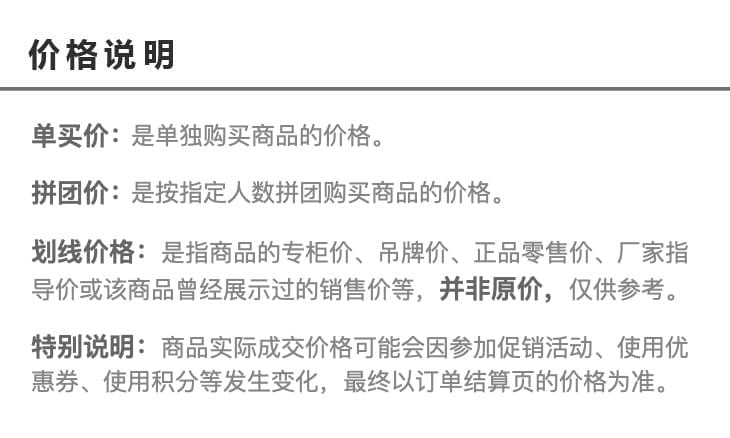 价格说明
单买价：是单独购买商品的价格。
拼团价：是按指定人数拼团购买商品的价格。
划线价格：是指商品的专柜价、吊牌价、正品零售价、厂家指
导价或该商品曾经展示过的销售价等，并非原价，仅供参考。
特别说明：商品实际成交价格可能会因参加促销活动、使用优
惠券、使用积分等发生变化，最终以订单结算页的价格为准。